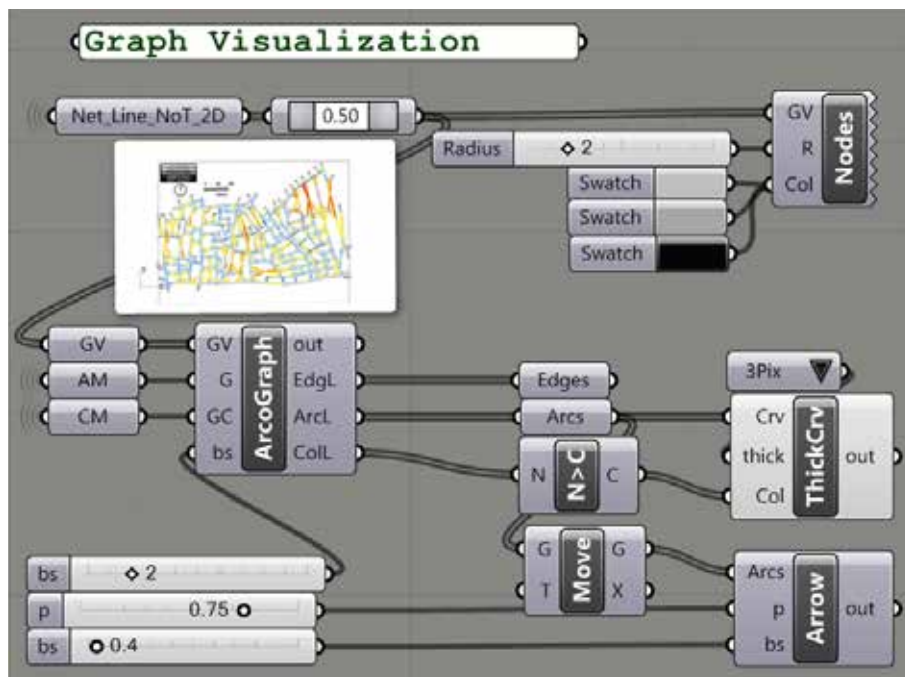 Graph Visualization
Net_Line_NoT_2D
0.50
GV
R
Col
Nodes
Radius
2
Swatch
Swatch
Swatch
GV
AM
CM
GV
G
GC
bs
ArcoGraph
out
EdgL
ArcL
ColL
Edges
Arcs
N
N>C
C
3Pix
Crv
thick
Col
ThickCrv
out
G
T
Move
G
X
Arcs
p
bs
Arrow
out
bs
2
p
0.75
bs
0.4